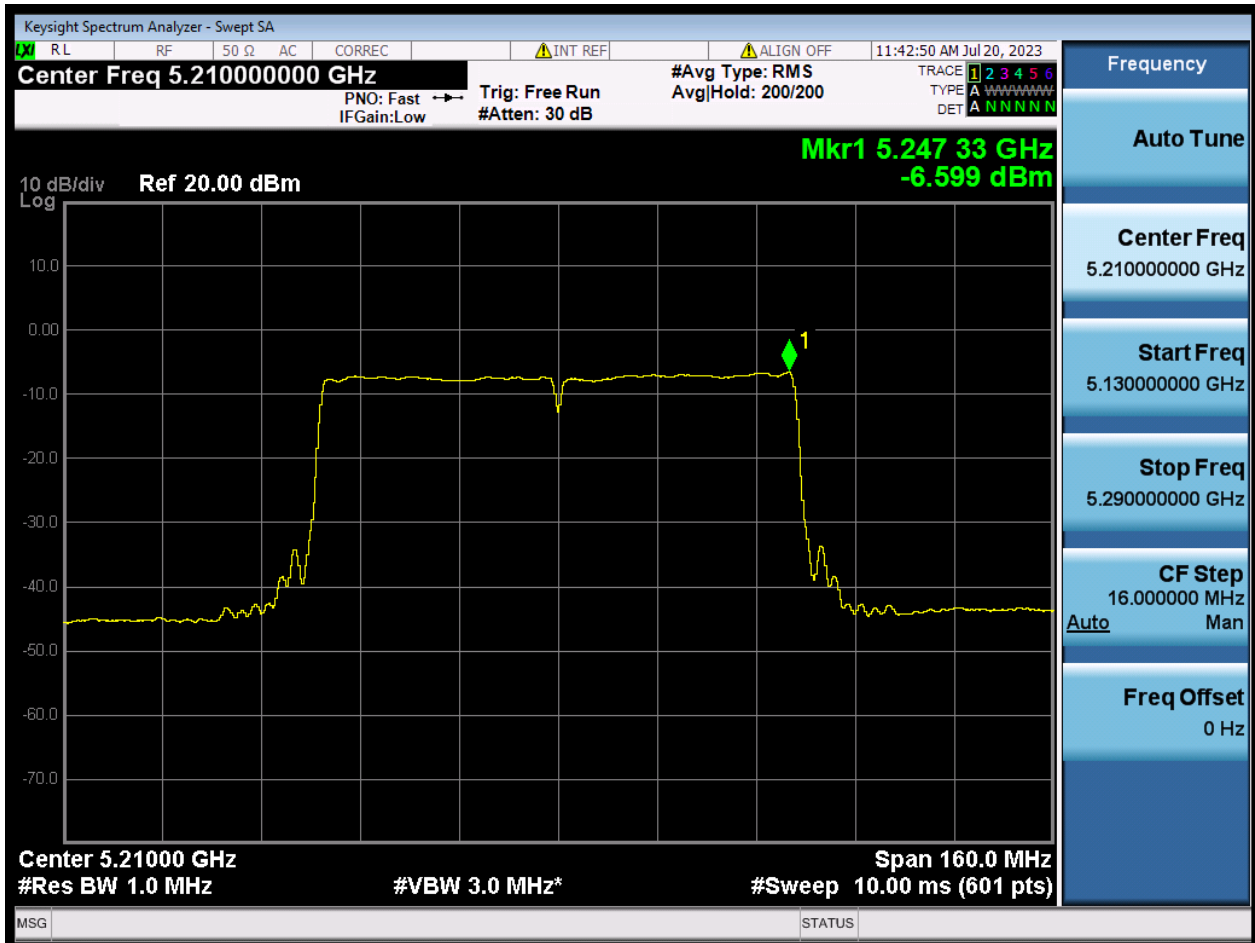 Keysight Spectrum Analyzer - Swept SA
LXI RL RF 50 Ω AC CORREC INT REF ALIGN OFF 11:42:50 AM Jul 20, 2023
Center Freq 5.210000000 GHz
PNO: Fast
IFGain:Low
Trig: Free Run
#Atten: 30 dB
#Avg Type: RMS
Avg|Hold: 200/200
TRACE 1 2 3 4 5 6
TYPE A WWWWW
DET A N N N N N
Mkr1 5.247 33 GHz
-6.599 dBm
10 dB/div Ref 20.00 dBm
Log
10.0
0.00
-10.0
-20.0
-30.0
-40.0
-50.0
-60.0
-70.0
1
Center 5.21000 GHz Span 160.0 MHz
#Res BW 1.0 MHz #VBW 3.0 MHz* #Sweep 10.00 ms (601 pts)
MSG STATUS
Frequency
Auto Tune
Center Freq
5.210000000 GHz
Start Freq
5.130000000 GHz
Stop Freq
5.290000000 GHz
CF Step
16.000000 MHz
Auto Man
Freq Offset
0 Hz